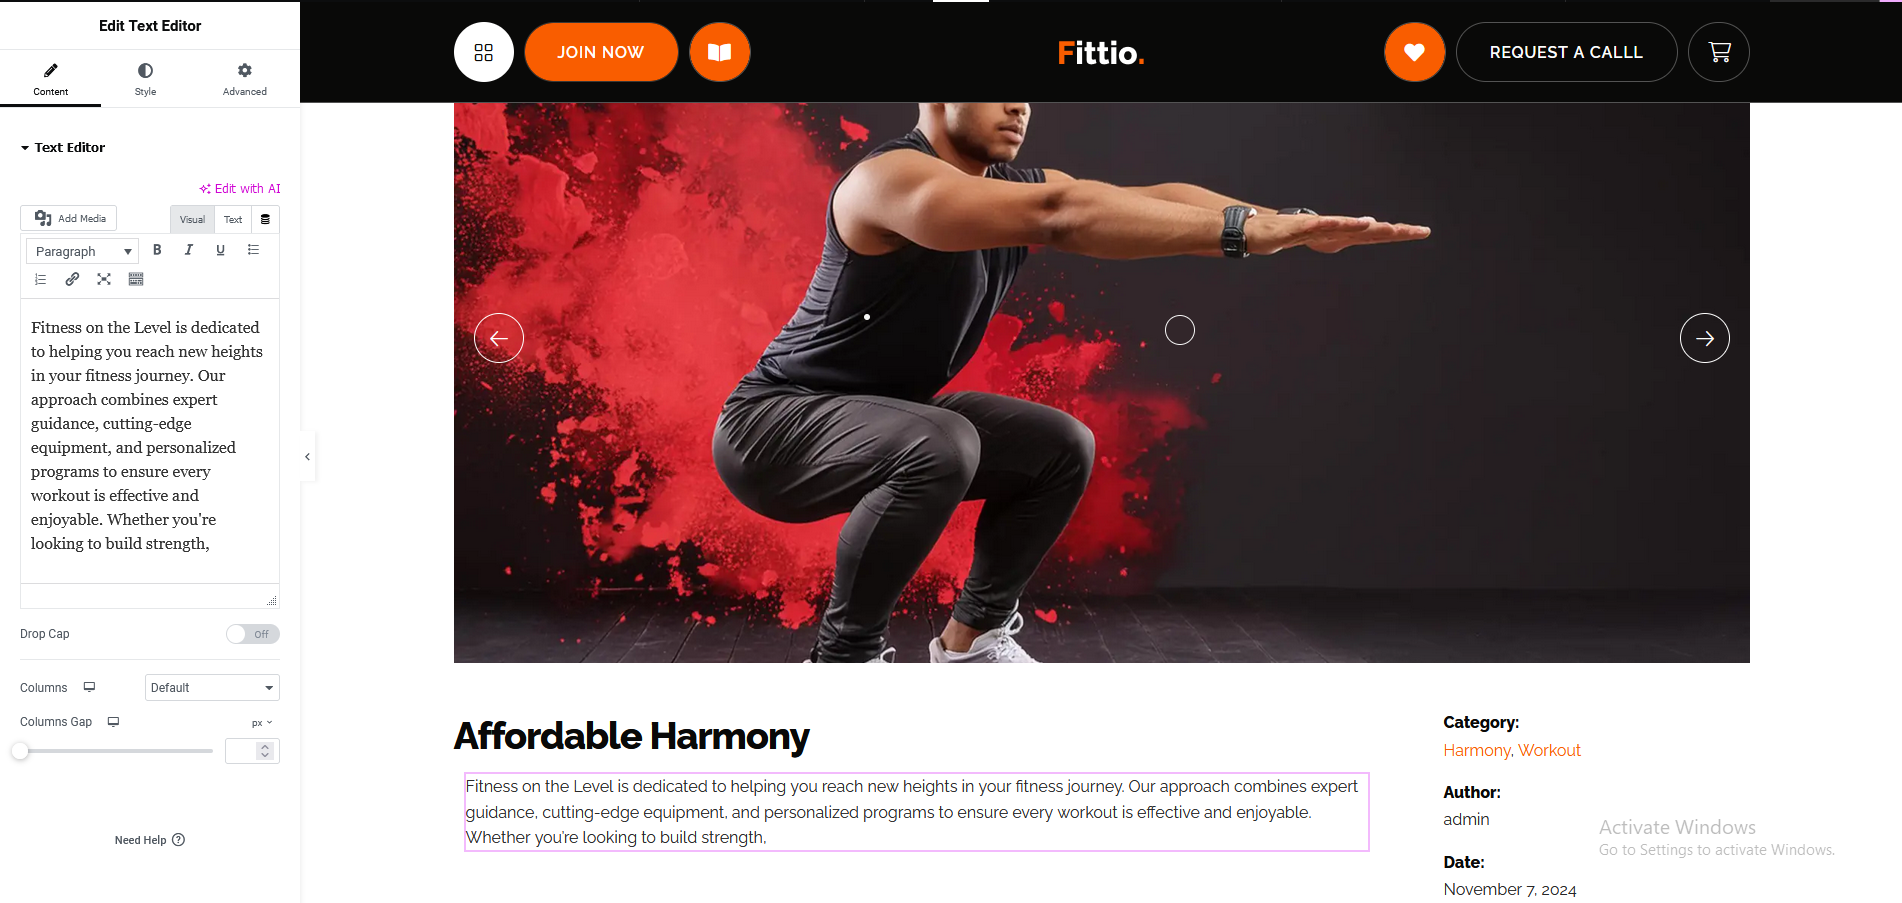 Edit Text Editor
Content
Style
Advanced
Text Editor
Edit with AI
Add Media
Visual
Text
Paragraph
B
I
U
Fitness on the Level is dedicated
to helping you reach new heights
in your fitness journey. Our
approach combines expert
guidance, cutting-edge
equipment, and personalized
programs to ensure every
workout is effective and
enjoyable. Whether you're
looking to build strength,
Drop Cap
Off
Columns
Default
Columns Gap
px
Need Help
JOIN NOW
Fittio.
REQUEST A CALLL
Affordable Harmony
Fitness on the Level is dedicated to helping you reach new heights in your fitness journey. Our approach combines expert
guidance, cutting-edge equipment, and personalized programs to ensure every workout is effective and enjoyable.
Whether you're looking to build strength,
Category:
Harmony, Workout
Author:
admin
Date:
November 7, 2024
Activate Windows
Go to Settings to activate Windows.